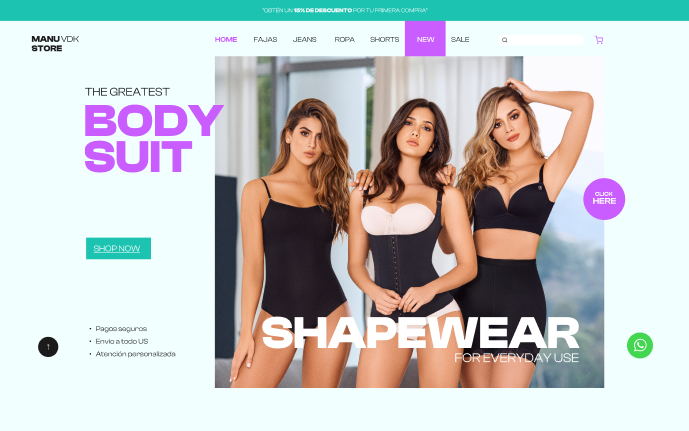 "OBTÉN UN 15% DE DESCUENTO POR TU PRIMERA COMPRA"
MANU VDK
STORE
HOME FAJAS JEANS ROPA SHORTS NEW SALE
THE GREATEST
BODY
SUIT
CLICK
HERE
SHOP NOW
SHAPEWEAR
FOR EVERYDAY USE
• Pagos seguros
• Envío a todo US
• Atención personalizada